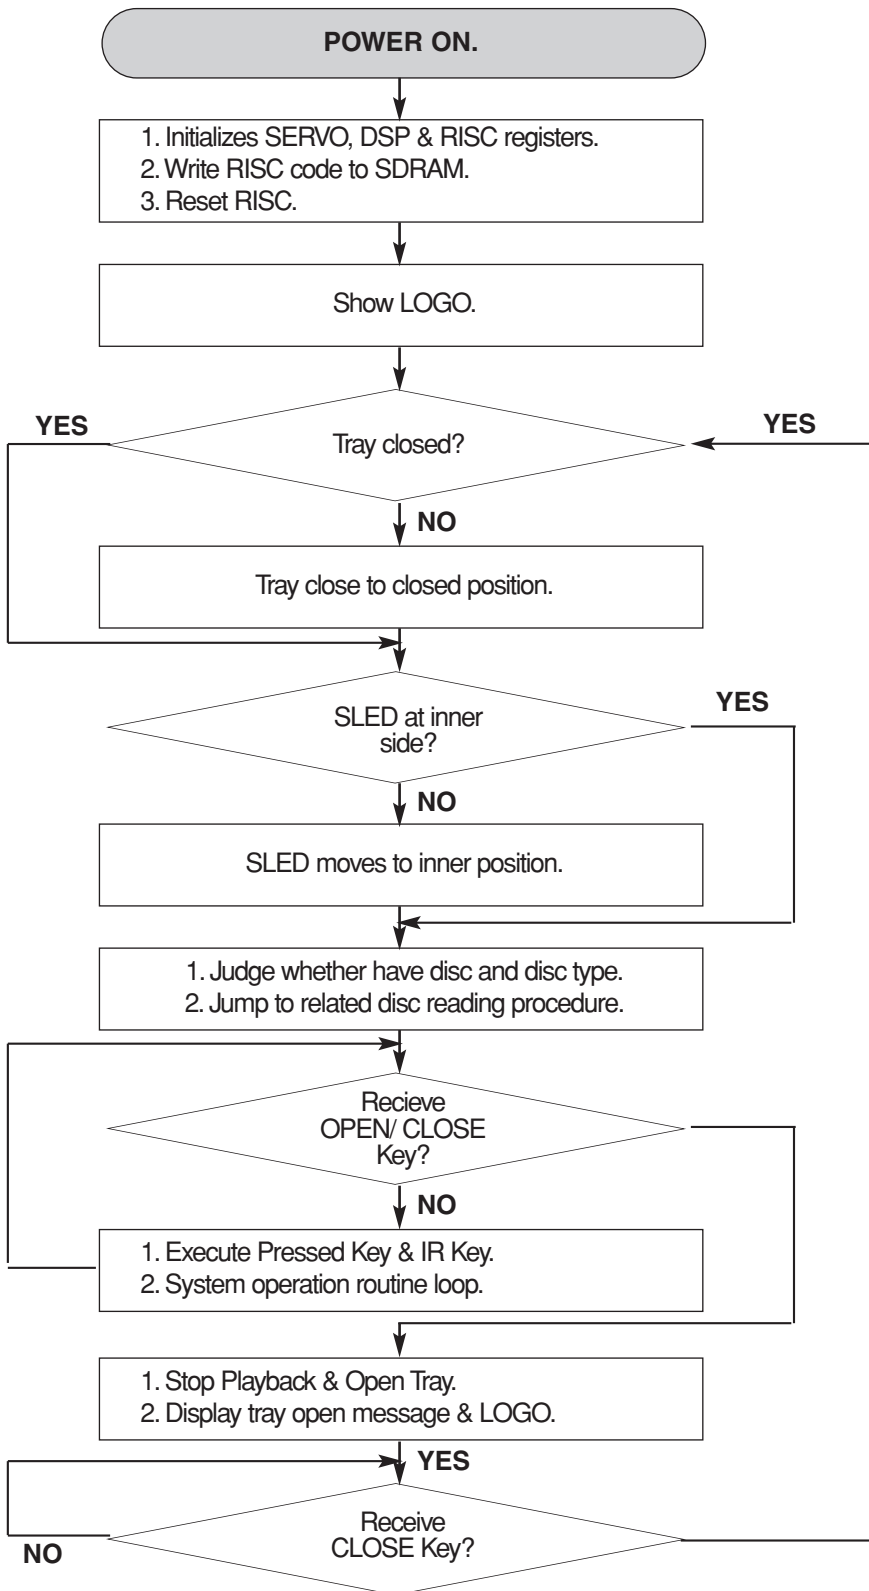 POWER ON.
1. Initializes SERVO, DSP & RISC registers.
2. Write RISC code to SDRAM.
3. Reset RISC.
Show LOGO.
YES
Tray closed?
YES
NO
Tray close to closed position.
SLED at inner
side?
YES
NO
SLED moves to inner position.
1. Judge whether have disc and disc type.
2. Jump to related disc reading procedure.
Recieve
OPEN/ CLOSE
Key?
NO
1. Execute Pressed Key & IR Key.
2. System operation routine loop.
1. Stop Playback & Open Tray.
2. Display tray open message & LOGO.
YES
Receive
CLOSE Key?
NO